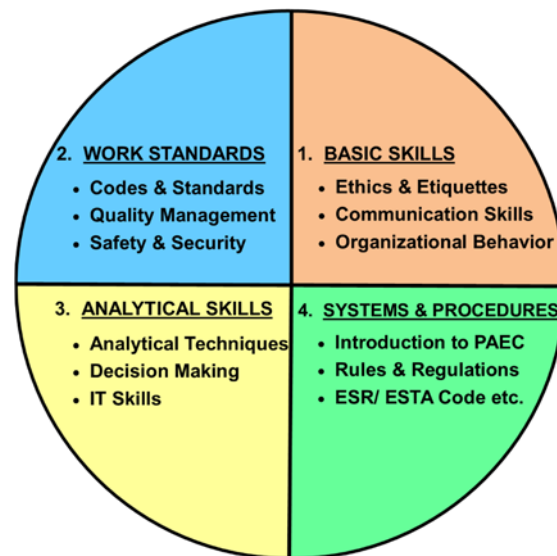 2. WORK STANDARDS
• Codes & Standards
• Quality Management
• Safety & Security
1. BASIC SKILLS
• Ethics & Etiquettes
• Communication Skills
• Organizational Behavior
3. ANALYTICAL SKILLS
• Analytical Techniques
• Decision Making
• IT Skills
4. SYSTEMS & PROCEDURES
• Introduction to PAEC
• Rules & Regulations
• ESR/ ESTA Code etc.